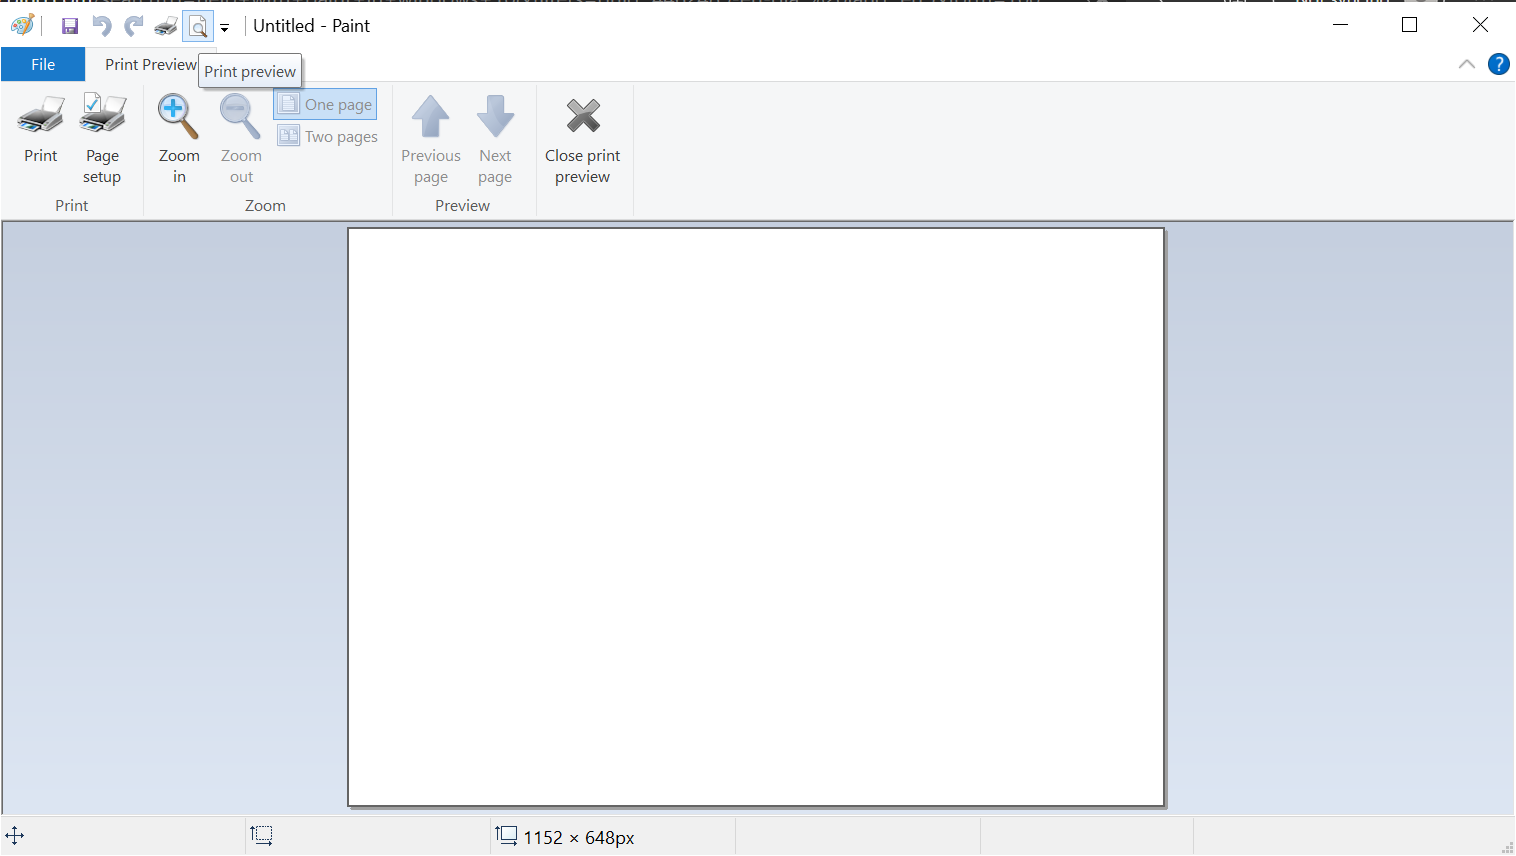 Untitled - Paint
File
Print Preview
Print preview
?
Print
Page
setup
Zoom
in
Zoom
out
One page
Two pages
Previous
page
Next
page
Close print
preview
Print
Zoom
Preview
1152 × 648px